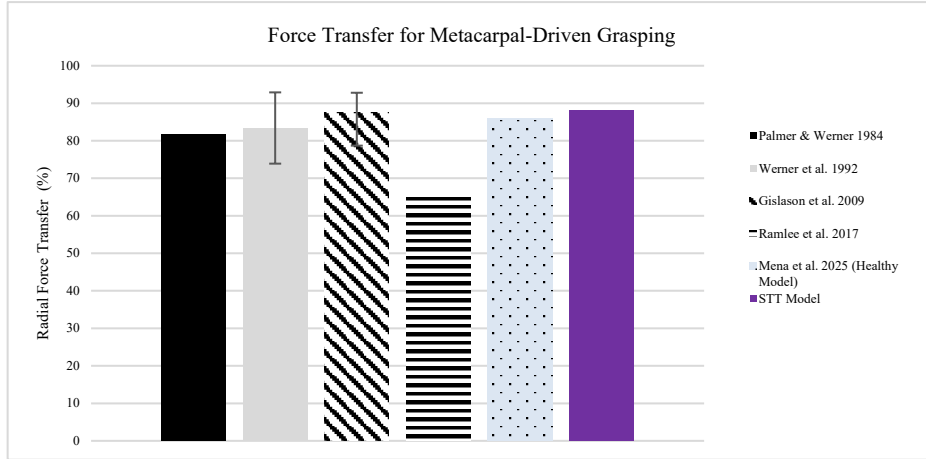 Force Transfer for Metacarpal-Driven Grasping
Radial Force Transfer (%)
100
90
80
70
60
50
40
30
20
10
0
Palmer & Werner 1984
Werner et al. 1992
Gislason et al. 2009
Ramlee et al. 2017
Mena et al. 2025 (Healthy
Model)
STT Model